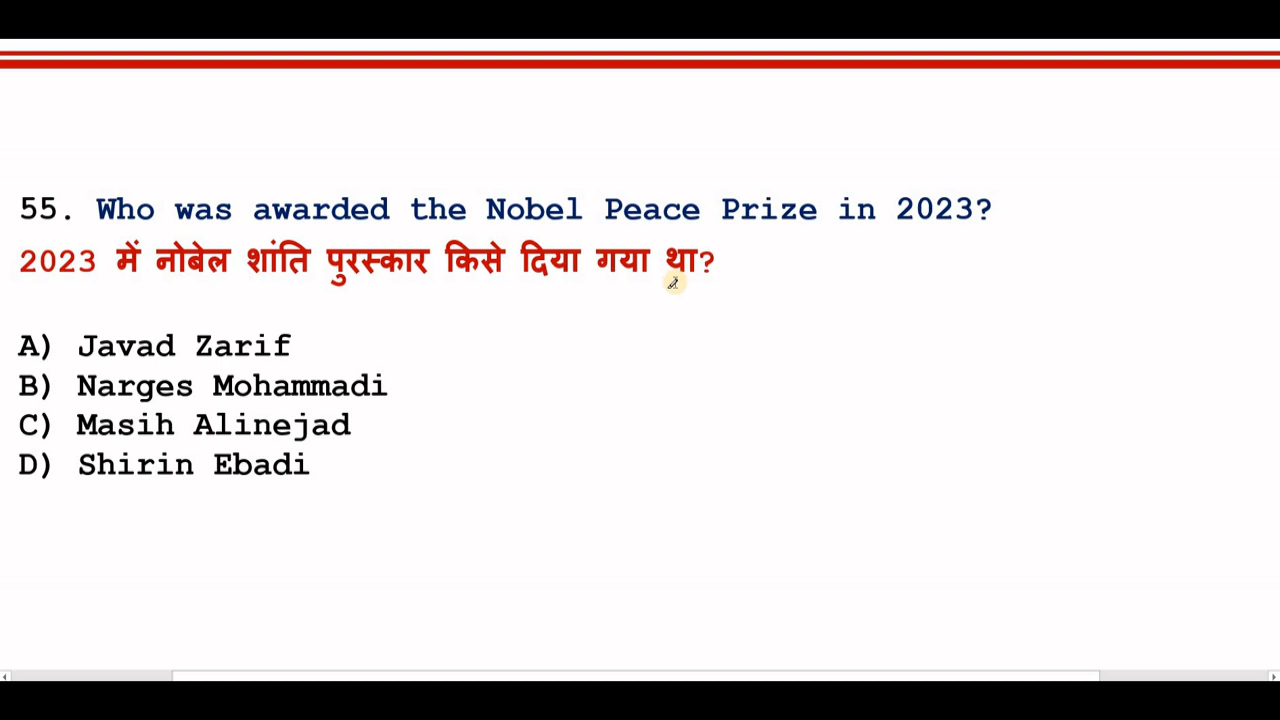 55. Who was awarded the Nobel Peace Prize in 2023?
2023 में नोबेल शांति पुरस्कार किसे दिया गया था?
A) Javad Zarif
B) Narges Mohammadi
C) Masih Alinejad
D) Shirin Ebadi